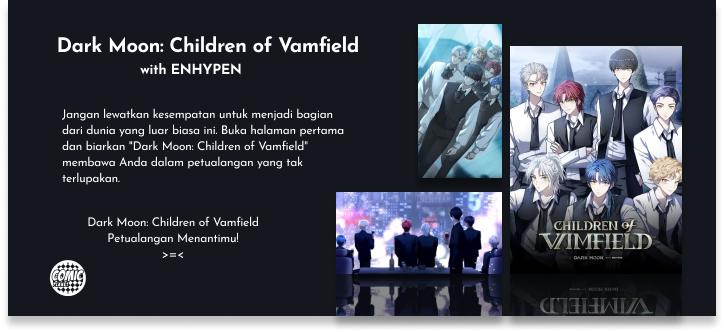 Dark Moon: Children of Vamfield
with ENHYPEN
Jangan lewatkan kesempatan untuk menjadi bagian
dari dunia yang luar biasa ini. Buka halaman pertama
dan biarkan "Dark Moon: Children of Vamfield"
membawa Anda dalam petualangan yang tak
terlupakan.
Dark Moon: Children of Vamfield
Petualangan Menantimu!
>=<
COMIC
5
CHILDREN OF
VAMFIELD
DARK MOON